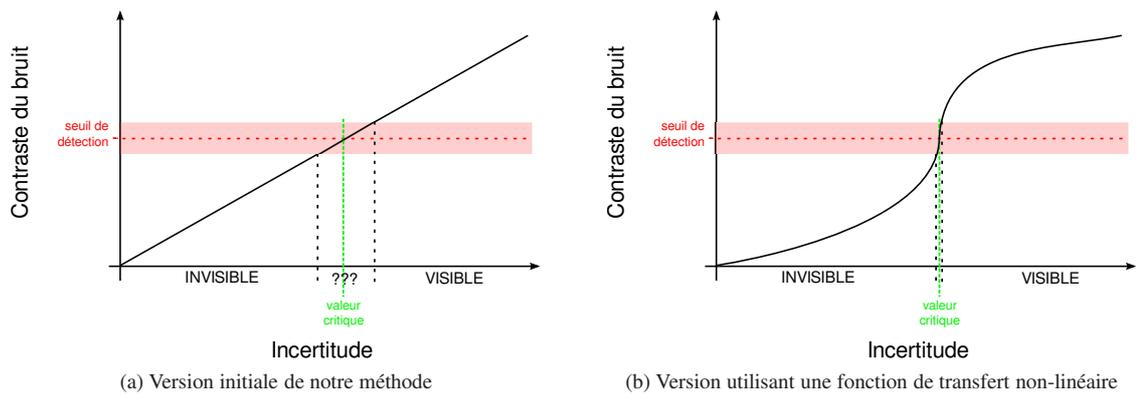 Contraste du bruit
seuil de
détection
INVISIBLE
???
VISIBLE
valeur
critique
Incertitude
(a) Version initiale de notre méthode
Contraste du bruit
seuil de
détection
INVISIBLE
VISIBLE
valeur
critique
Incertitude
(b) Version utilisant une fonction de transfert non-linéaire